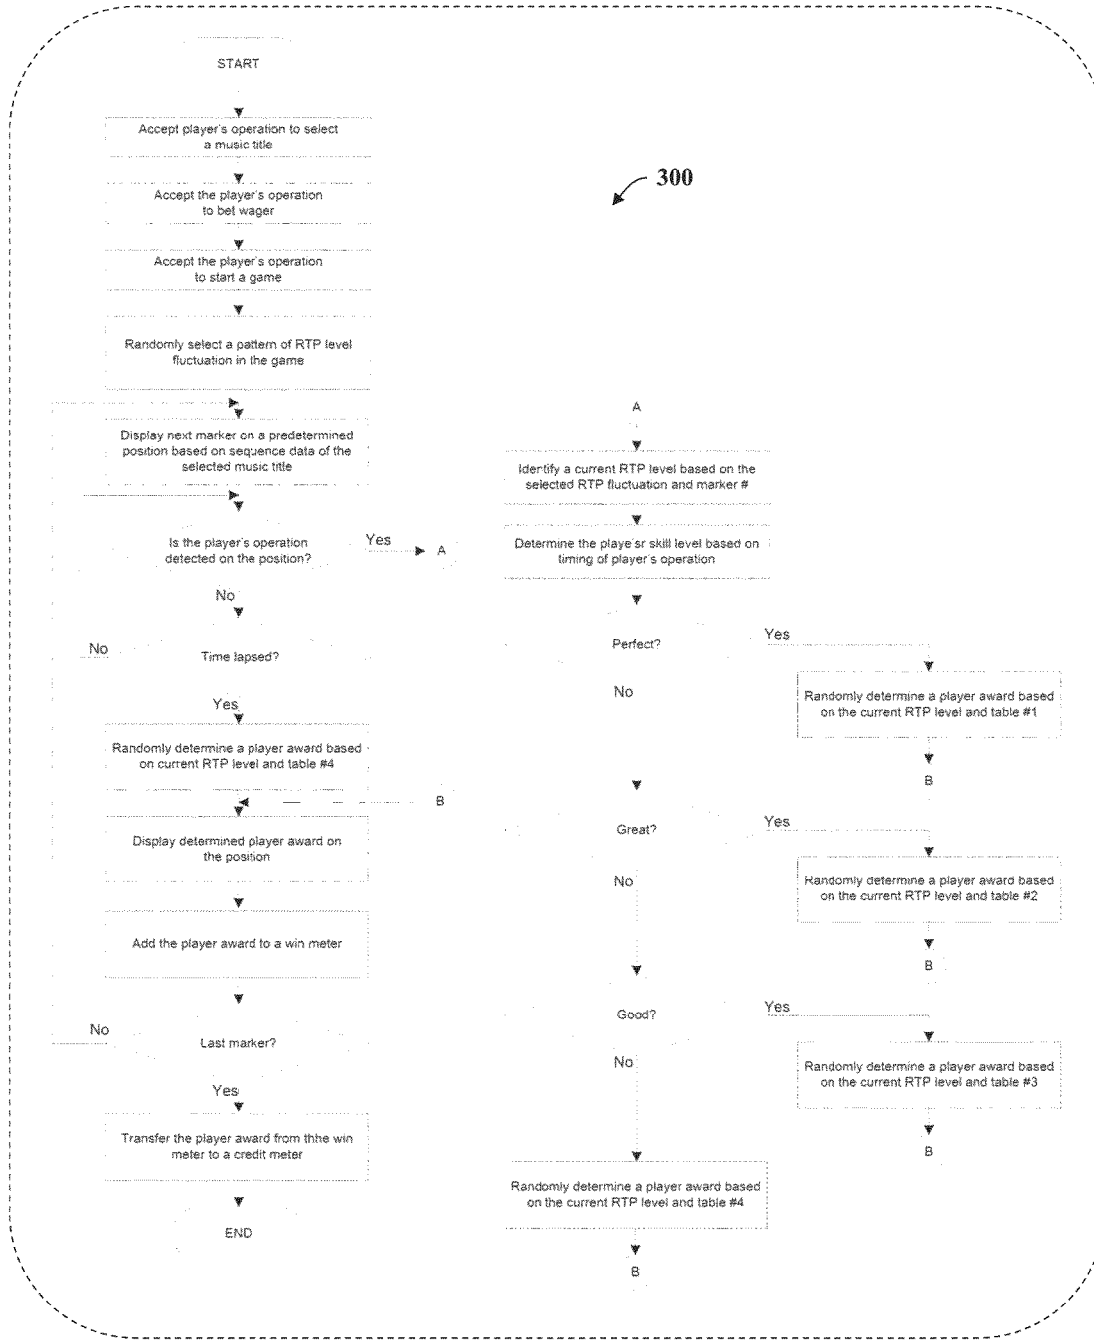 START
Accept player's operation to select
a music title
Accept the player's operation
to bet wager
Accept the player's operation
to start a game
Randomly select a pattern of RTP level
fluctuation in the game
Display next marker on a predetermined
position based on sequence data of the
selected music title
Is the player's operation
detected on the position?
Yes
A
No
Time lapsed?
No
Yes
Randomly determine a player award based
on current RTP level and table #4
B
Display determined player award on
the position
Add the player award to a win meter
Last marker?
No
Yes
Transfer the player award from thhe win
meter to a credit meter
END
300
A
Identify a current RTP level based on the
selected RTP fluctuation and marker #
Determine the playe'sr skill level based on
timing of player's operation
Perfect?
Yes
Randomly determine a player award based
on the current RTP level and table #1
B
No
Great?
Yes
Randomly determine a player award based
on the current RTP level and table #2
B
No
Good?
Yes
Randomly determine a player award based
on the current RTP level and table #3
B
No
Randomly determine a player award based
on the current RTP level and table #4
B